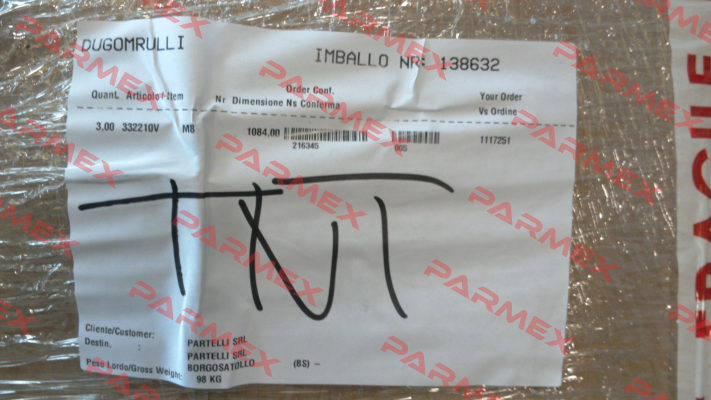 DUGOMRULLI
IMBALLO NR: 138632
Quant. Articolo/Item Nr Dimensione
Order Conf.
Ns Conferma
Your Order
Vs Ordine
3.00 332210V M8 1084,00
216345
005
1117251
TNT
Cliente/Customer: PARTELLI SRL
Destin. : PARTELLI SRL
BORGOSATOLLO (BS) –
Peso Lordo/Gross Weight: 98 KG
FRAGILE
PARMEX